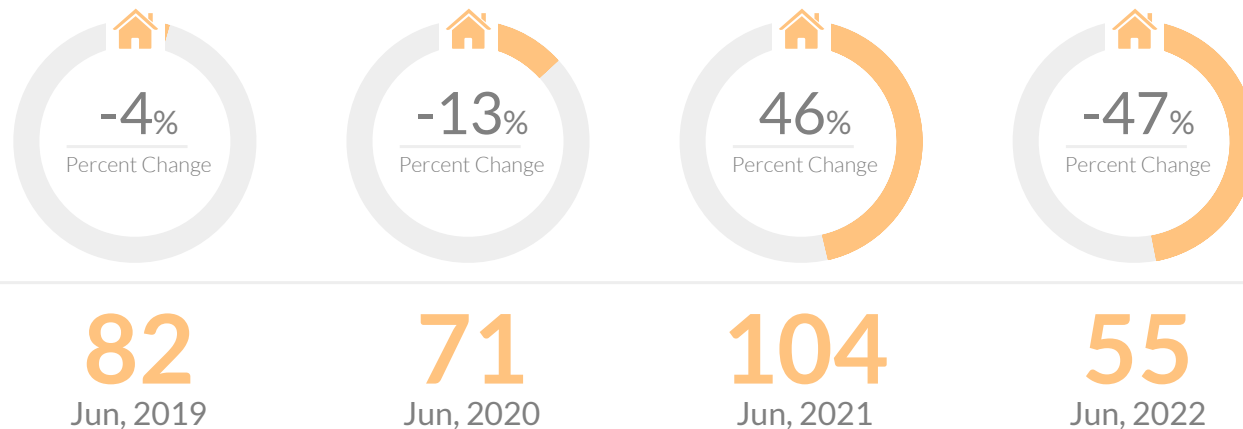 -4%
Percent Change
82
Jun, 2019
-13%
Percent Change
71
Jun, 2020
46%
Percent Change
104
Jun, 2021
-47%
Percent Change
55
Jun, 2022